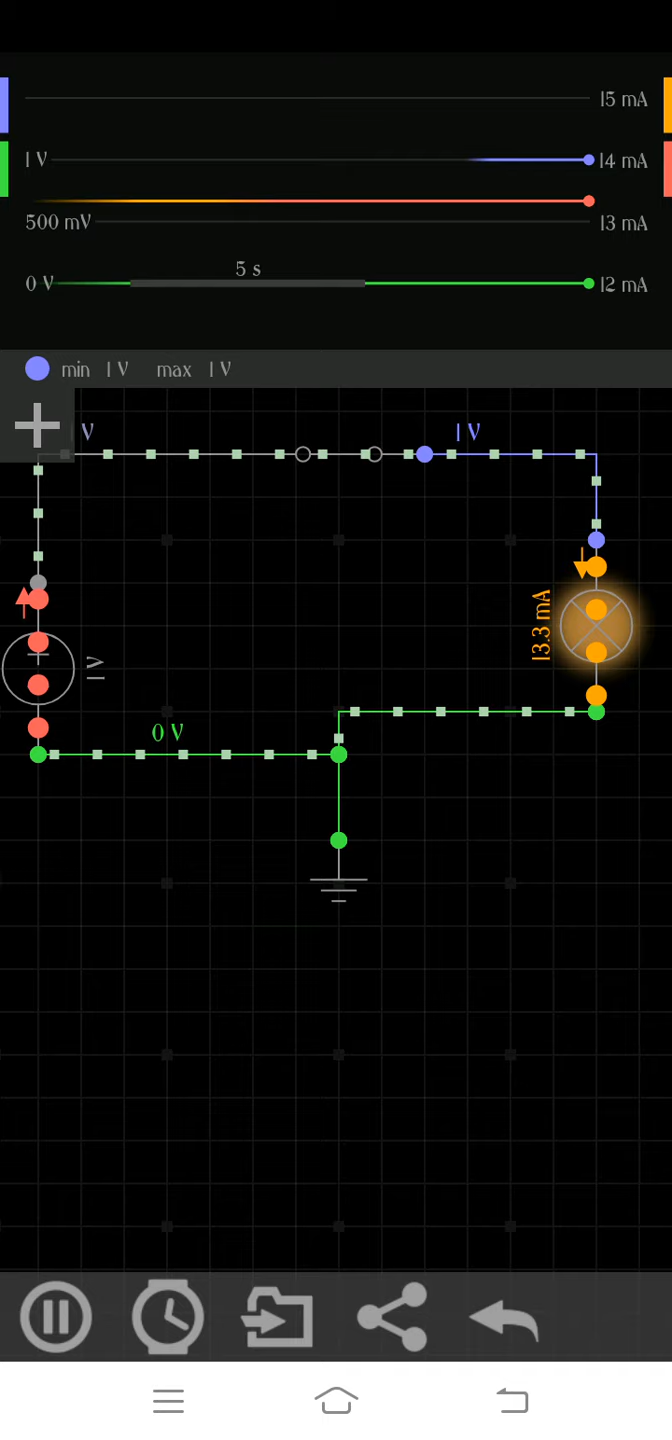 15 mA
1 V 14 mA
500 mV 13 mA
5 s
0 V 12 mA
min 1 V max 1 V
V 1 V
13.3 mA
1 V
0 V